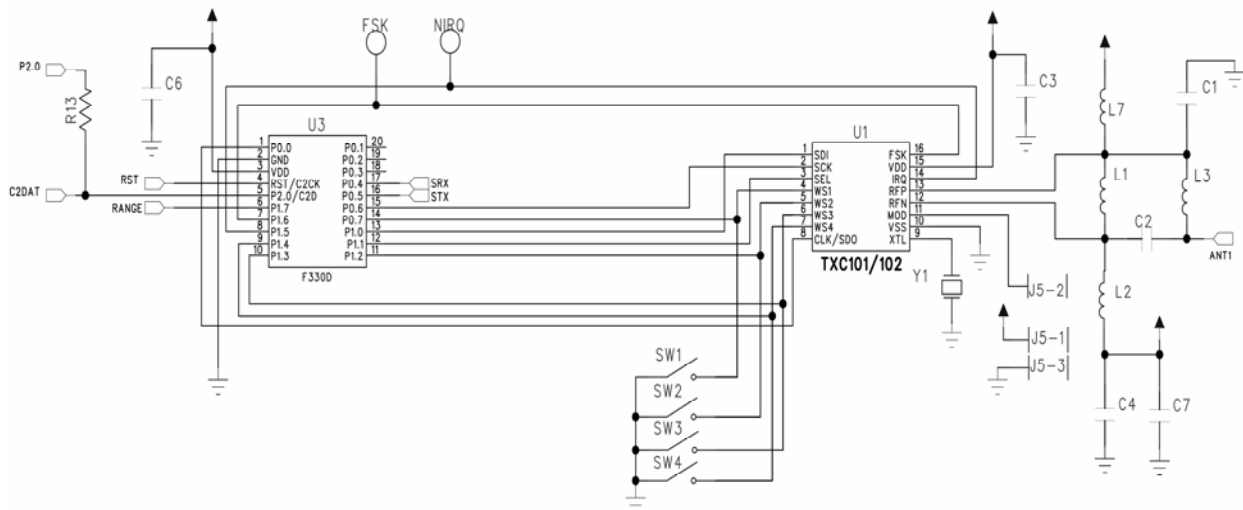 FSK
NIRQ
P2.0
R13
C6
C3
L7
C1
U3
U1
1 P0.0 P0.1 20
2 GND P0.2 19
3 VDD P0.3 18
4 RST/C2CK P0.4 17
5 P2.0/C2D P0.5 16
6 P1.7 P0.6 15
7 P1.6 P0.7 14
8 P1.5 P1.0 13
9 P1.4 P1.1 12
10 P1.3 P1.2 11
F330D
C2DAT
RST
RANGE
SRX
STX
1 SDI FSK 16
2 SCK VDD 15
3 SEL IRQ 14
4 WS1 RFP 13
5 WS2 RFN 12
6 WS3 MOD 11
7 WS4 VSS 10
8 CLK/SDO XTL 9
TXC101/102
L1
L3
C2
ANT1
Y1
J5-2
L2
J5-1
J5-3
SW1
SW2
SW3
SW4
C4
C7